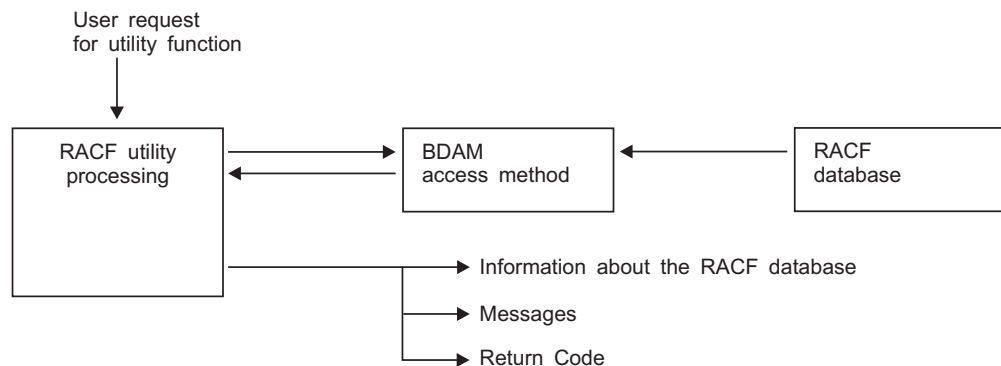 User request
for utility function
RACF utility
processing
BDAM
access method
RACF
database
Information about the RACF database
Messages
Return Code